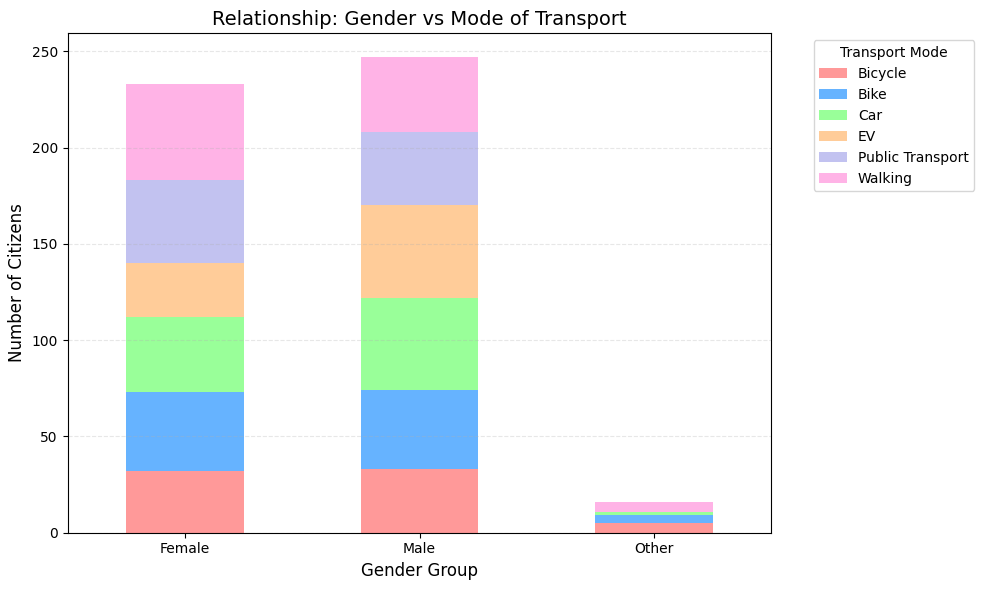 Relationship: Gender vs Mode of Transport
250
200
150
100
50
0
Number of Citizens
Female
Male
Other
Gender Group
Transport Mode
Bicycle
Bike
Car
EV
Public Transport
Walking